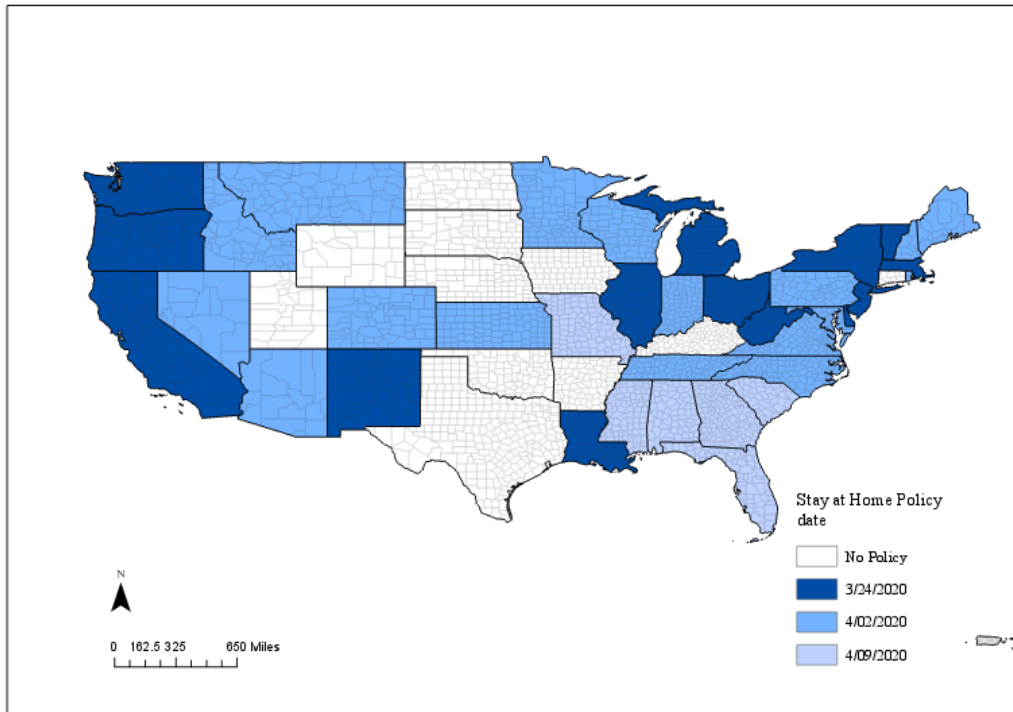 Stay at Home Policy
date
No Policy
3/24/2020
4/02/2020
4/09/2020
N
0 162.5 325 650 Miles